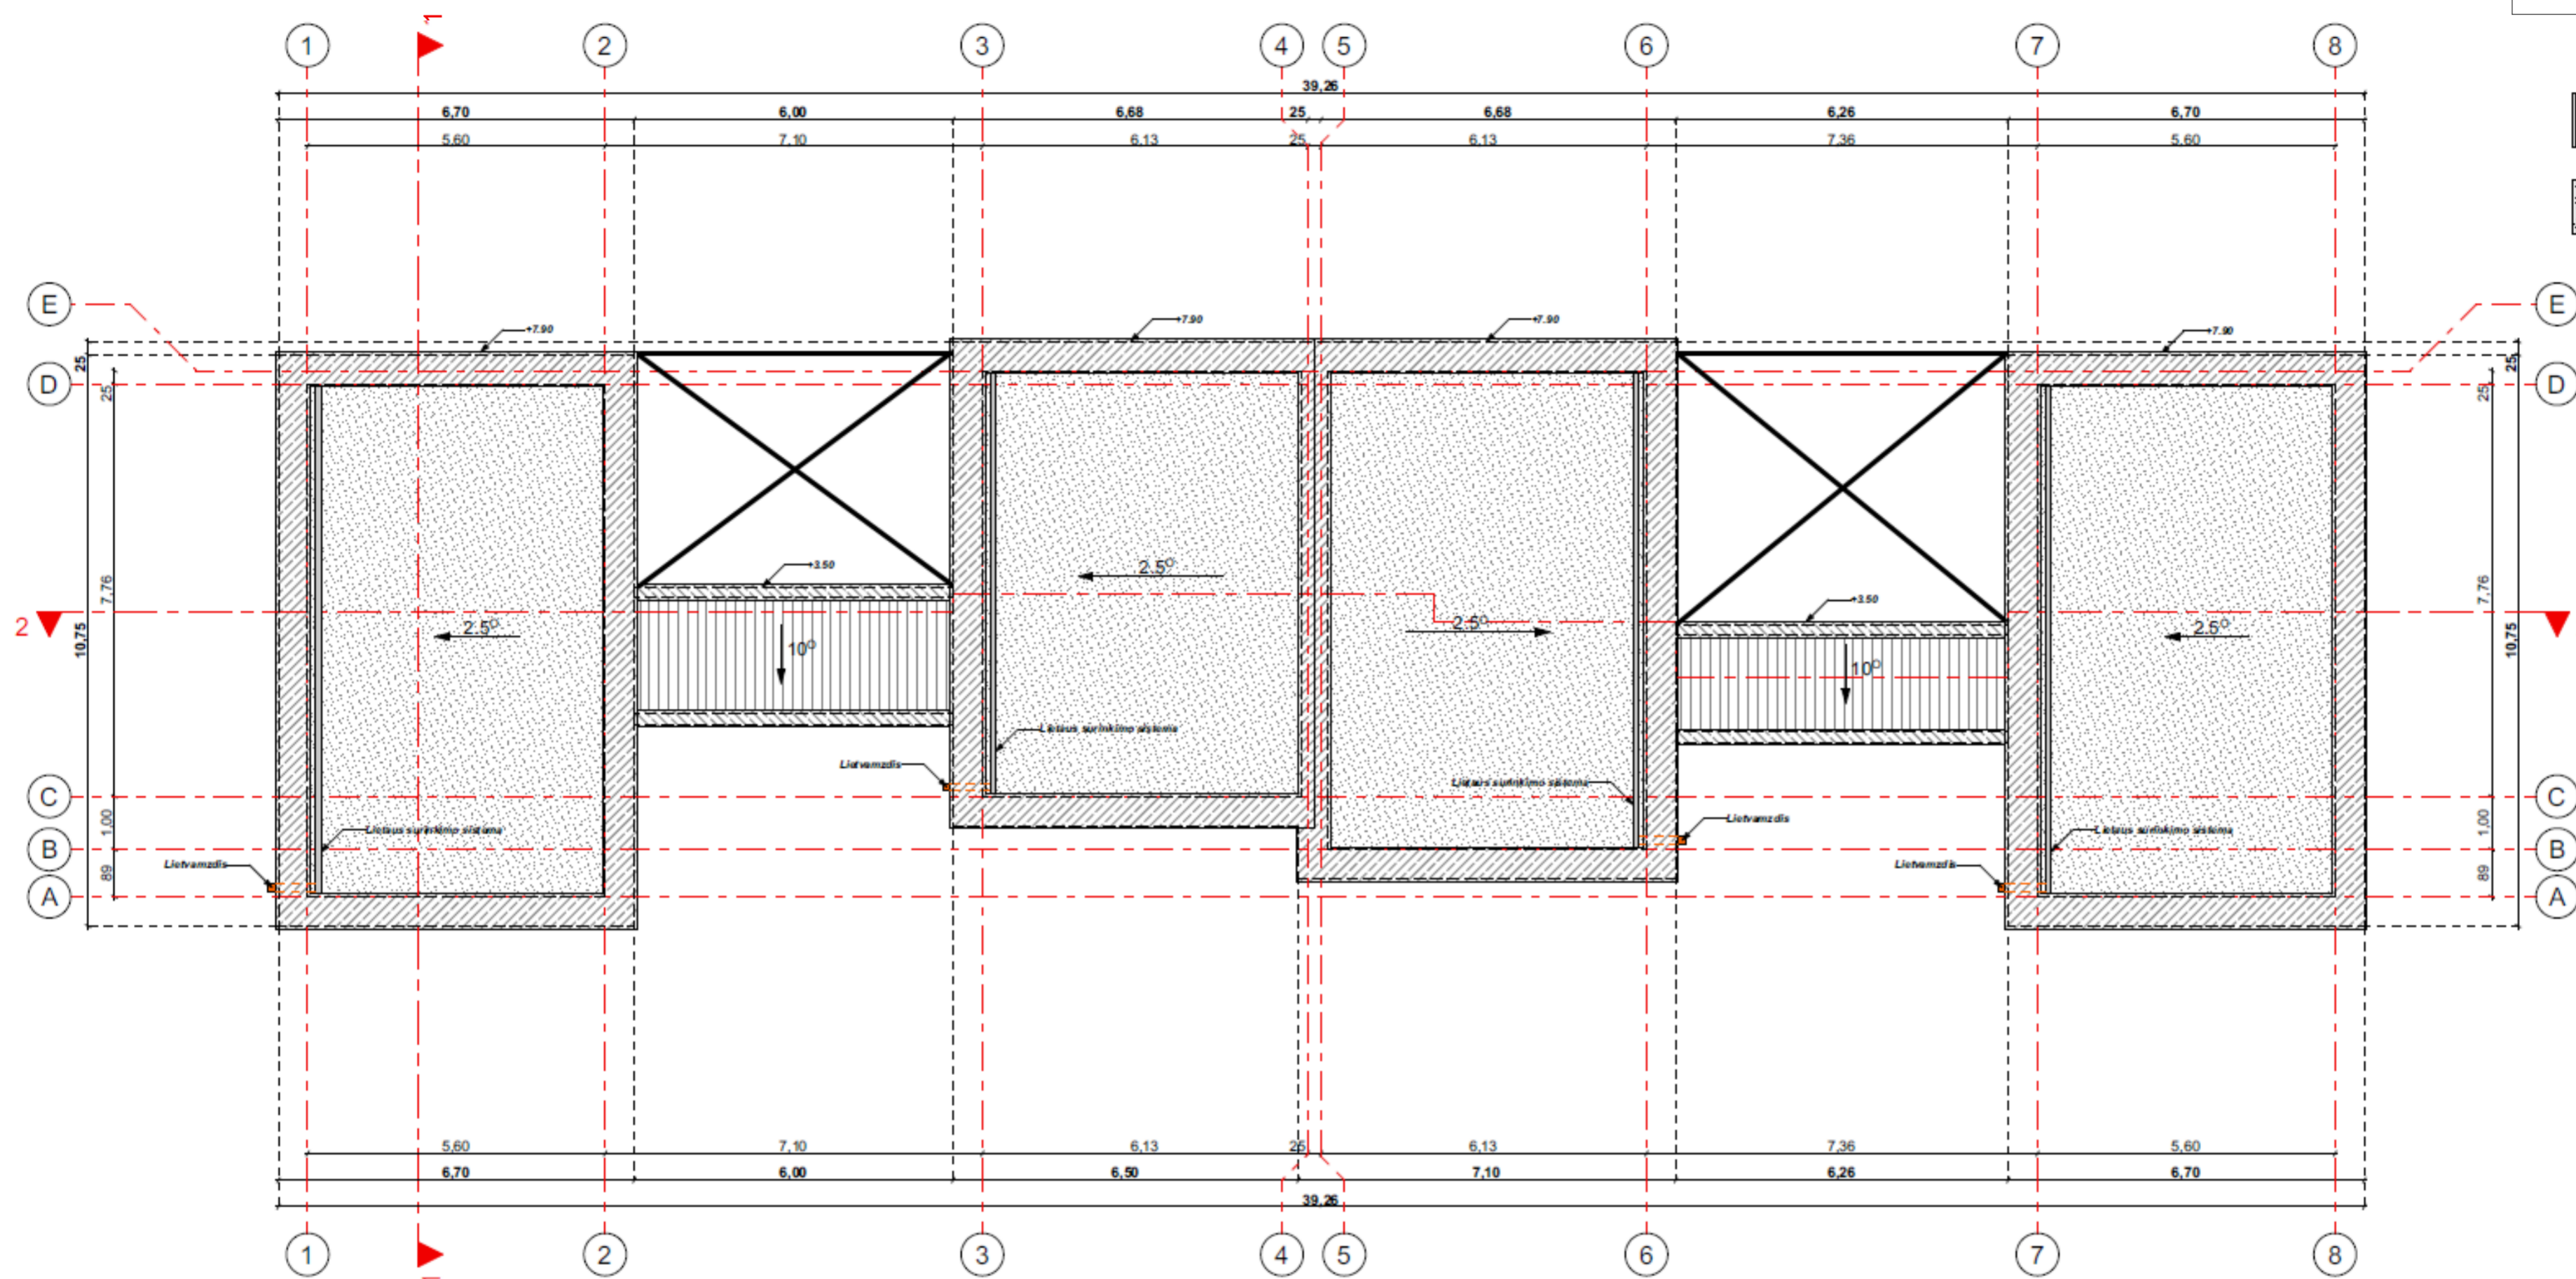 1
1 2 3 4 5 6 7 8
39,26
6,70 6,00 6,68 25 6,68 6,26 6,70
5,60 7,10 6,13 25 6,13 7,36 5,60
E E
+7.90 +7.90 +7.90 +7.90
25 25
D D
25 25
+3.50
2.5° 7,76 7,76
+3.50
2 2.5° 2.5° 2.5°
10,75 10° 10,75
10°
Lietaus surinkimo sistema
Lietvamzdis
Lietaus surinkimo sistema
C C
1,00 Lietvamzdis 1,00
Lietaus surinkimo sistema Lietaus surinkimo sistema
B B
Lietvamzdis Lietvamzdis
89 89
A A
5,60 7,10 6,13 25 6,13 7,36 5,60
6,70 6,00 6,50 7,10 6,26 6,70
39,26
1 2 3 4 5 6 7 8